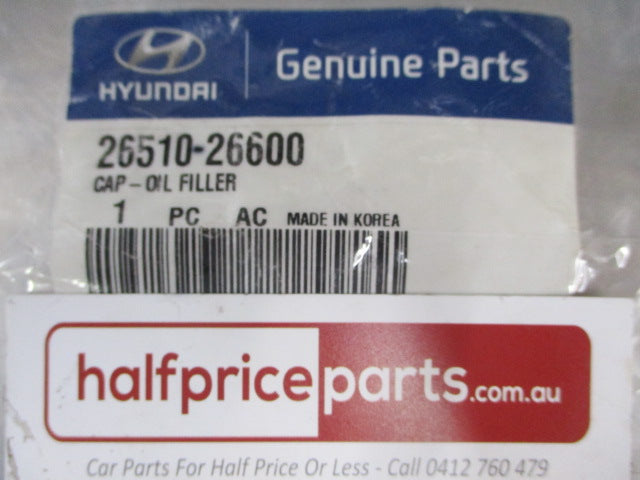 HYUNDAI
Genuine Parts
26510-26600
CAP-OIL FILLER
1 PC AC MADE IN KOREA
halfpriceparts.com.au
Car Parts For Half Price Or Less - Call 0412 760 479